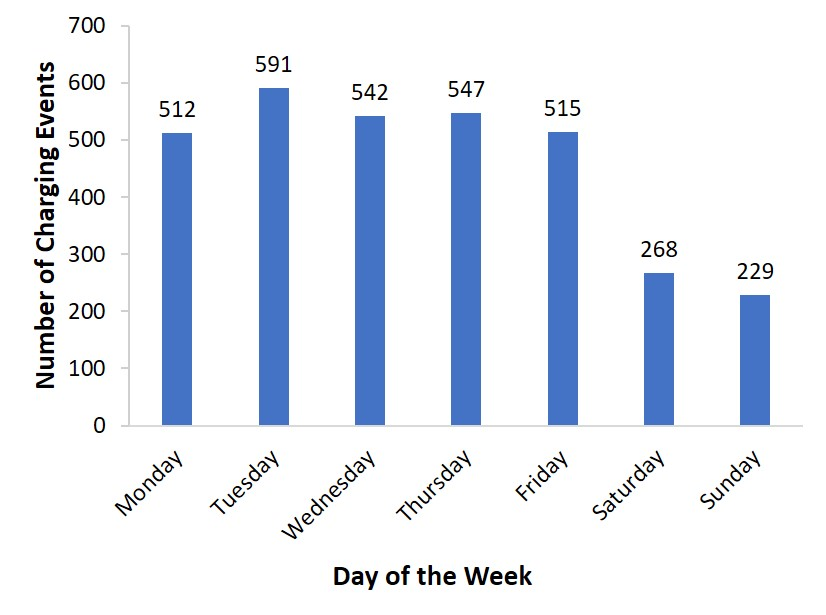 700
600
500
400
300
200
100
0
Number of Charging Events
512
591
542
547
515
268
229
Monday
Tuesday
Wednesday
Thursday
Friday
Saturday
Sunday
Day of the Week